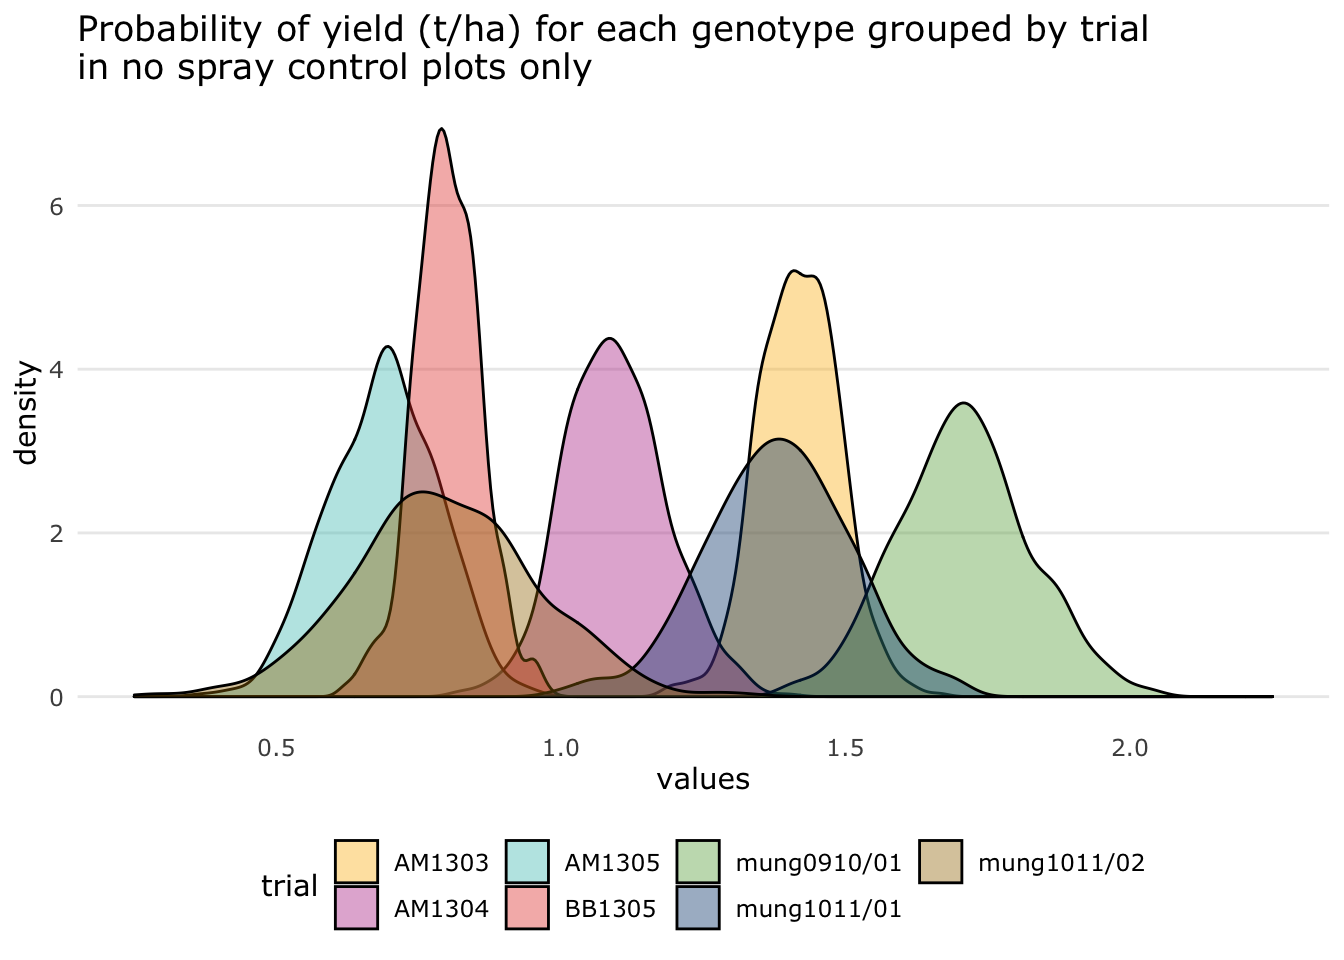 Probability of yield (t/ha) for each genotype grouped by trial
in no spray control plots only
6
4
2
0
density
0.5 1.0 1.5 2.0
values
trial
AM1303 AM1305 mung0910/01 mung1011/02
AM1304 BB1305 mung1011/01